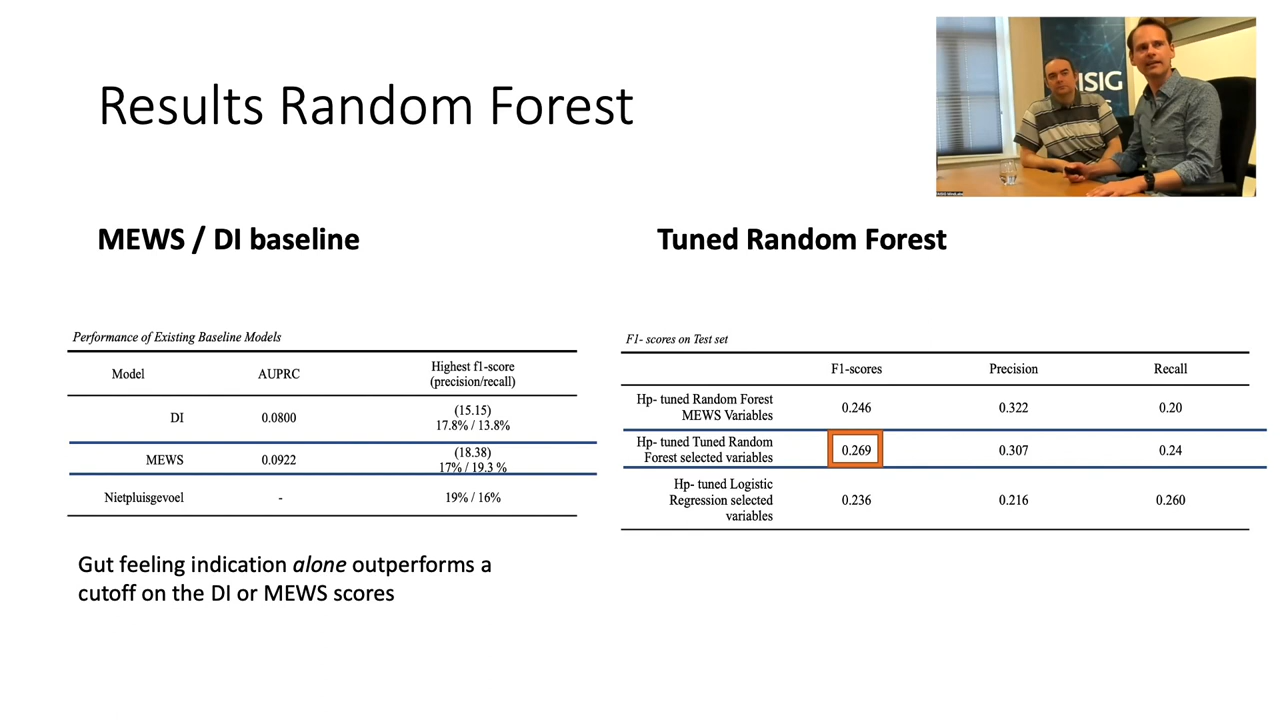 Results Random Forest
ISIG
MEWS / DI baseline
Tuned Random Forest
Performance of Existing Baseline Models
Model
AUPRC
Highest f1-score
(precision/recall)
DI
0.0800
(15.15)
17.8% / 13.8%
MEWS
0.0922
(18.38)
17% / 19.3 %
Nietpluisgevoel
-
19% / 16%
Gut feeling indication alone outperforms a
cutoff on the DI or MEWS scores
F1- scores on Test set
F1-scores
Precision
Recall
Hp- tuned Random Forest
MEWS Variables
0.246
0.322
0.20
Hp- tuned Tuned Random
Forest selected variables
0.269
0.307
0.24
Hp- tuned Logistic
Regression selected
variables
0.236
0.216
0.260